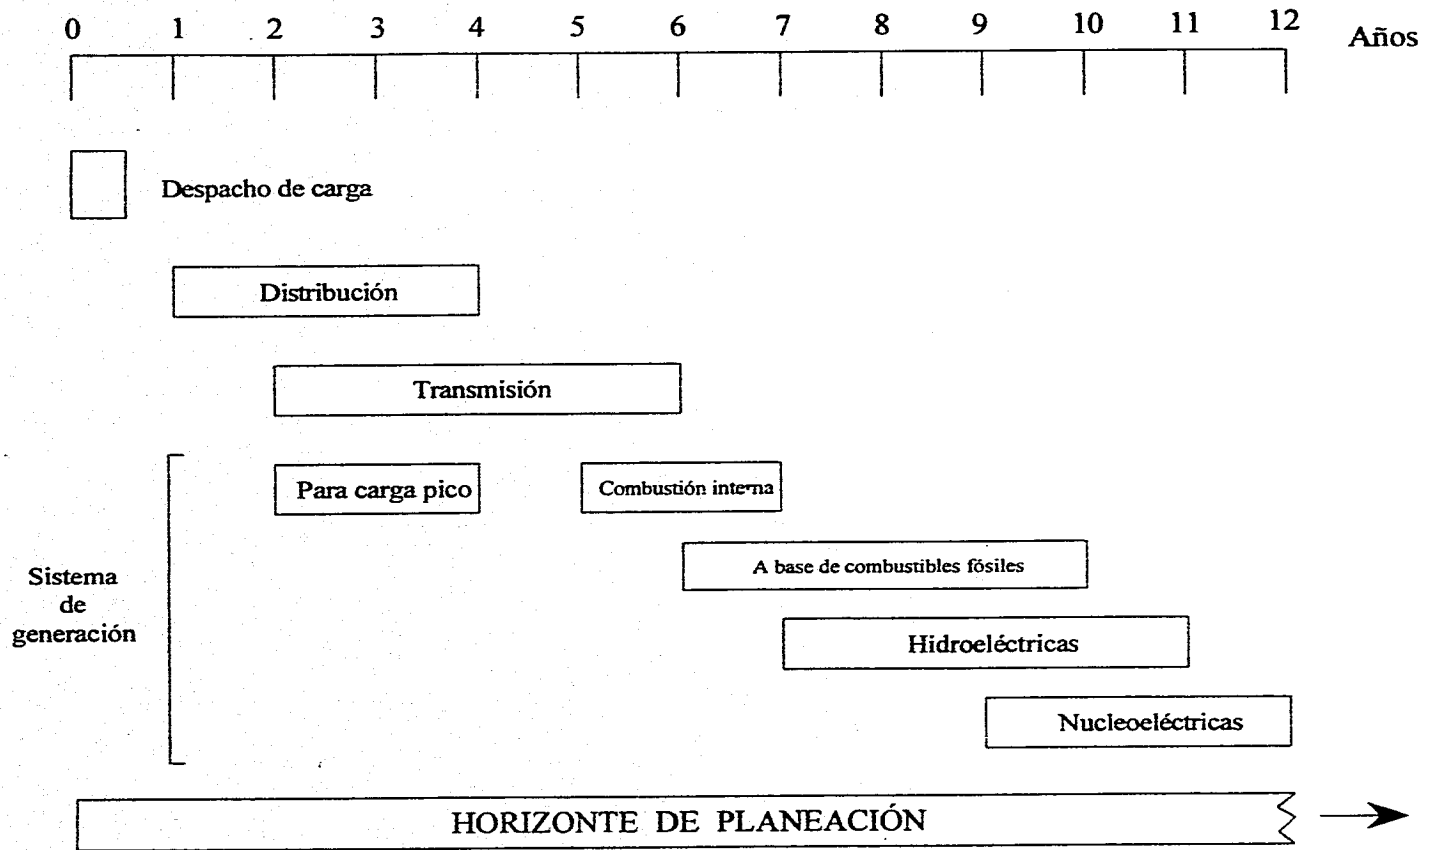 0 1 2 3 4 5 6 7 8 9 10 11 12 Años
Despacho de carga
Distribución
Transmisión
Para carga pico
Combustión interna
A base de combustibles fósiles
Sistema
de
generación
Hidroeléctricas
Nucleoeléctricas
HORIZONTE DE PLANEACIÓN